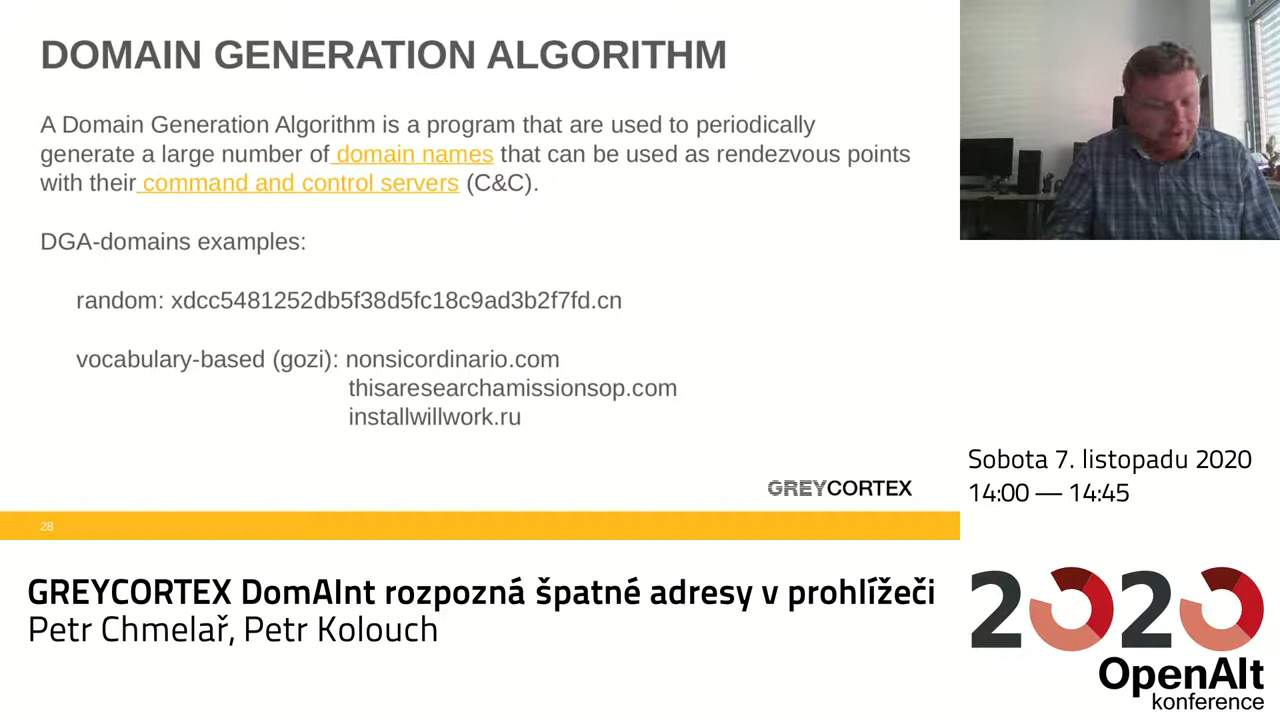 DOMAIN GENERATION ALGORITHM
A Domain Generation Algorithm is a program that are used to periodically
generate a large number of domain names that can be used as rendezvous points
with their command and control servers (C&C).
DGA-domains examples:
random: xdcc5481252db5f38d5fc18c9ad3b2f7fd.cn
vocabulary-based (gozi): nonsicordinario.com
thisaresearchamissionsop.com
installwillwork.ru
GREYCORTEX
28
Sobota 7. listopadu 2020
14:00 — 14:45
GREYCORTEX DomAInt rozpozná špatné adresy v prohlížeči
Petr Chmelař, Petr Kolouch
2020
OpenAlt
konference